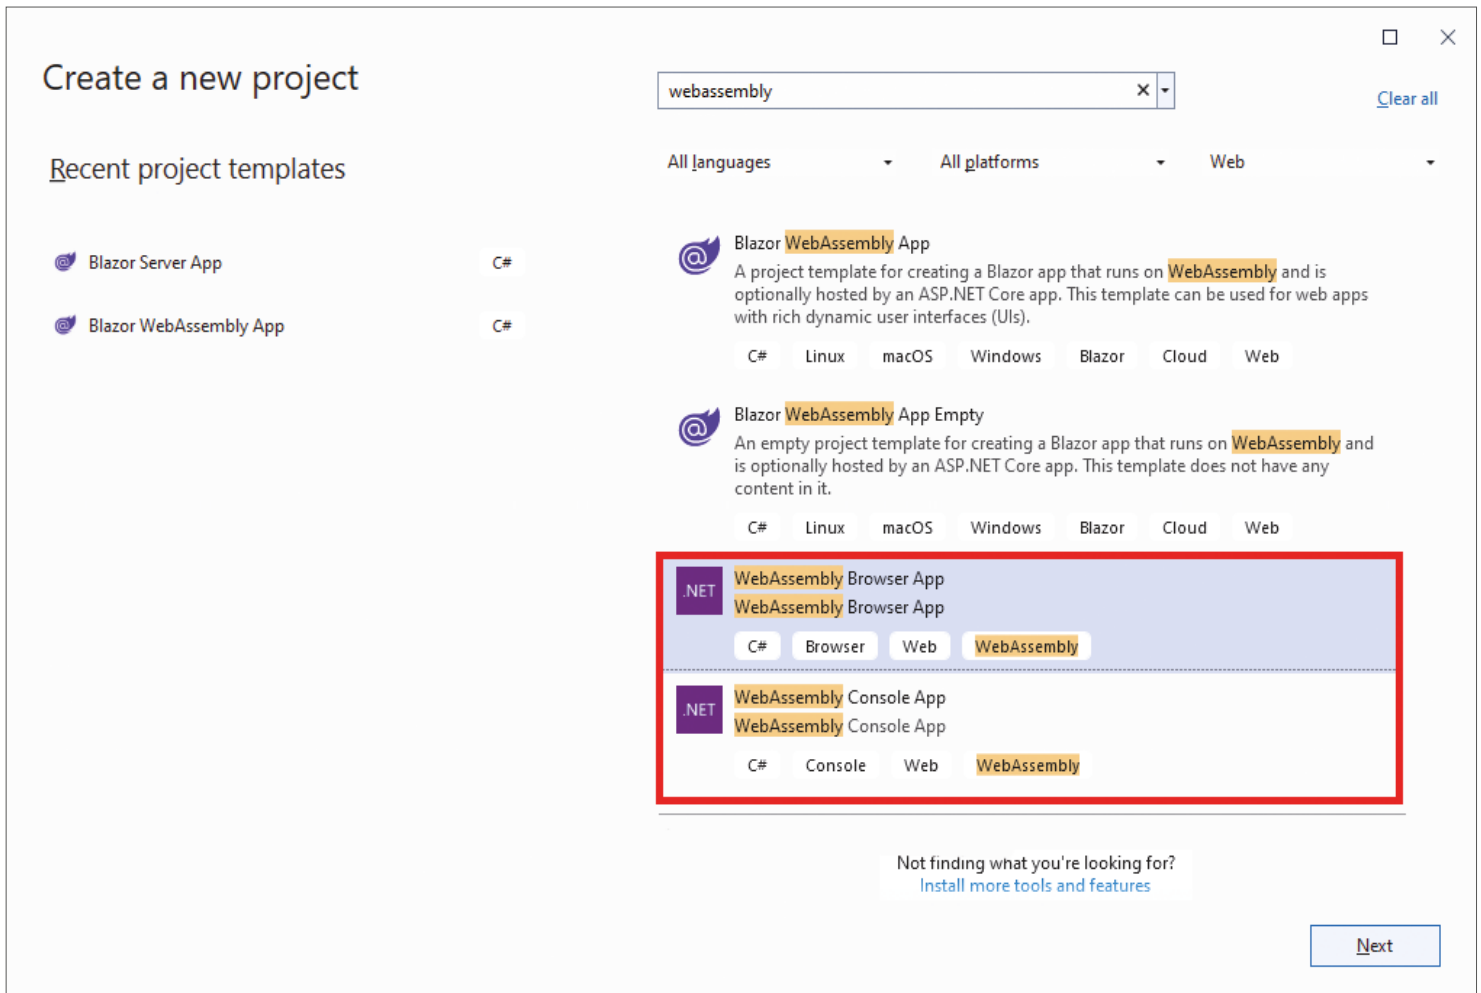 Create a new project
webassembly
Clear all
Recent project templates
All languages
All platforms
Web
Blazor Server App
C#
Blazor WebAssembly App
C#
Blazor WebAssembly App
A project template for creating a Blazor app that runs on WebAssembly and is
optionally hosted by an ASP.NET Core app. This template can be used for web apps
with rich dynamic user interfaces (UIs).
C# Linux macOS Windows Blazor Cloud Web
Blazor WebAssembly App Empty
An empty project template for creating a Blazor app that runs on WebAssembly and
is optionally hosted by an ASP.NET Core app. This template does not have any
content in it.
C# Linux macOS Windows Blazor Cloud Web
.NET
WebAssembly Browser App
WebAssembly Browser App
C# Browser Web WebAssembly
.NET
WebAssembly Console App
WebAssembly Console App
C# Console Web WebAssembly
Not finding what you're looking for?
Install more tools and features
Next